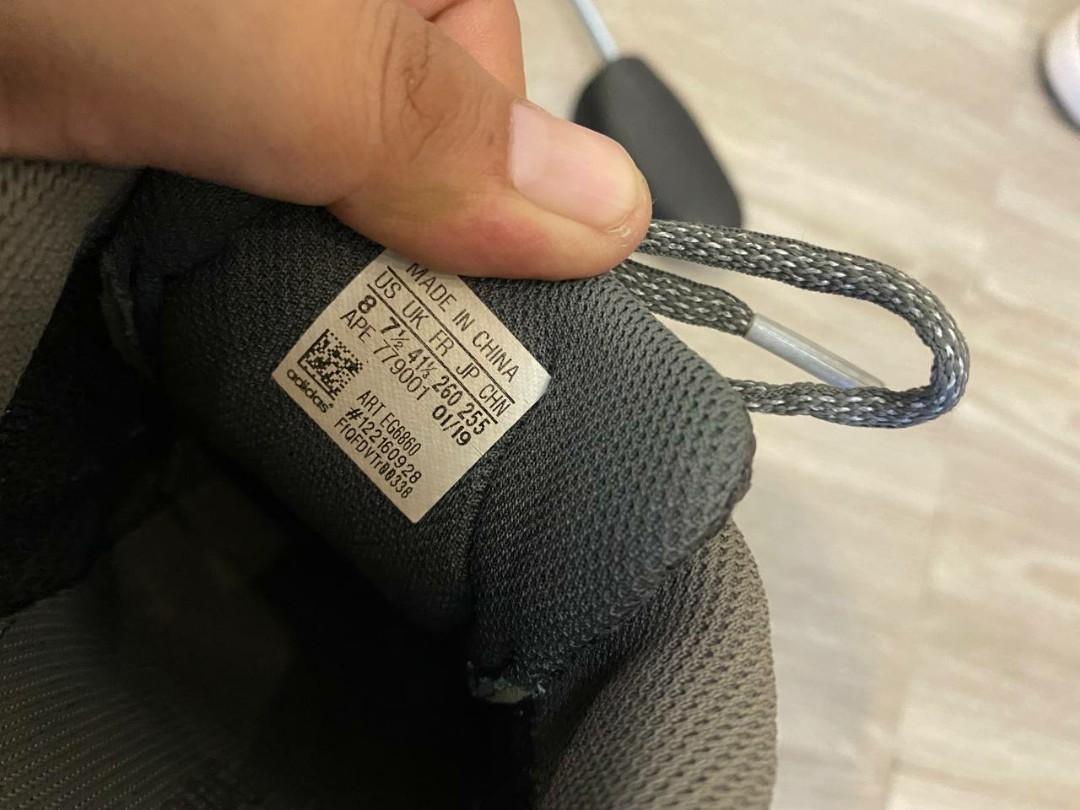 MADE IN CHINA
US UK FR JP CHN
8 7½ 41⅓ 260 255
APE 779001 01/19
ART EG6860
#122160928
F1QFDVTr00338
adidas